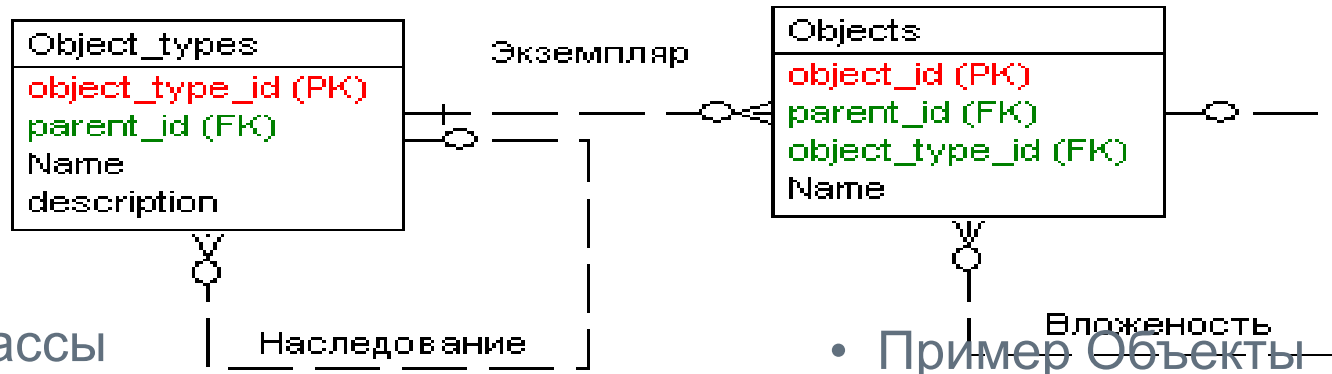 Object_types
object_type_id (PK)
parent_id (FK)
Name
description
Экземпляр
Objects
object_id (PK)
parent_id (FK)
object_type_id (FK)
Name
Наследование
Вложеность
ассы
• Пример Объекты